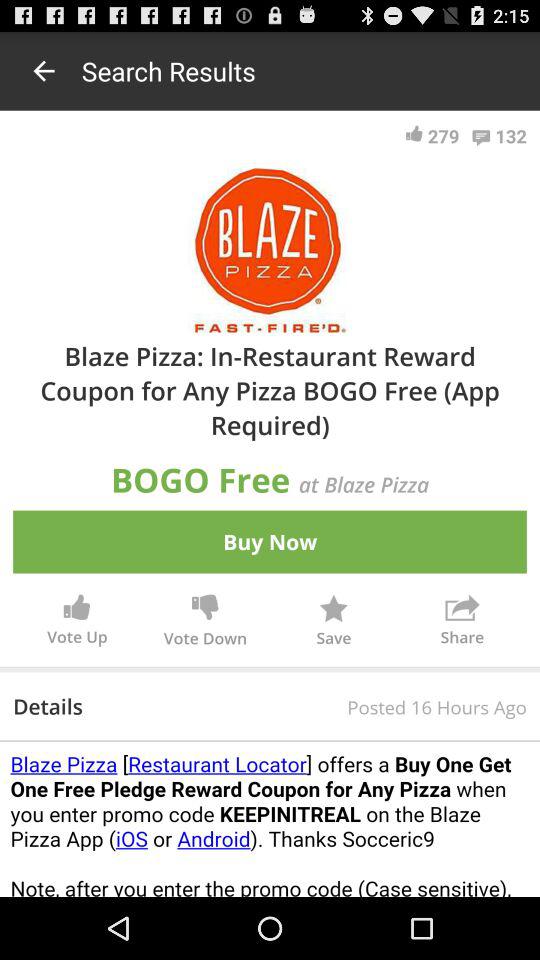 2:15
Search Results
279 132
BLAZE
PIZZA
FAST-FIRE'D®
Blaze Pizza: In-Restaurant Reward
Coupon for Any Pizza BOGO Free (App
Required)
BOGO Free at Blaze Pizza
Buy Now
Vote Up Vote Down Save Share
Details Posted 16 Hours Ago
Blaze Pizza [Restaurant Locator] offers a Buy One Get
One Free Pledge Reward Coupon for Any Pizza when
you enter promo code KEEPINITREAL on the Blaze
Pizza App (iOS or Android). Thanks Socceric9
Note, after you enter the promo code (Case sensitive),